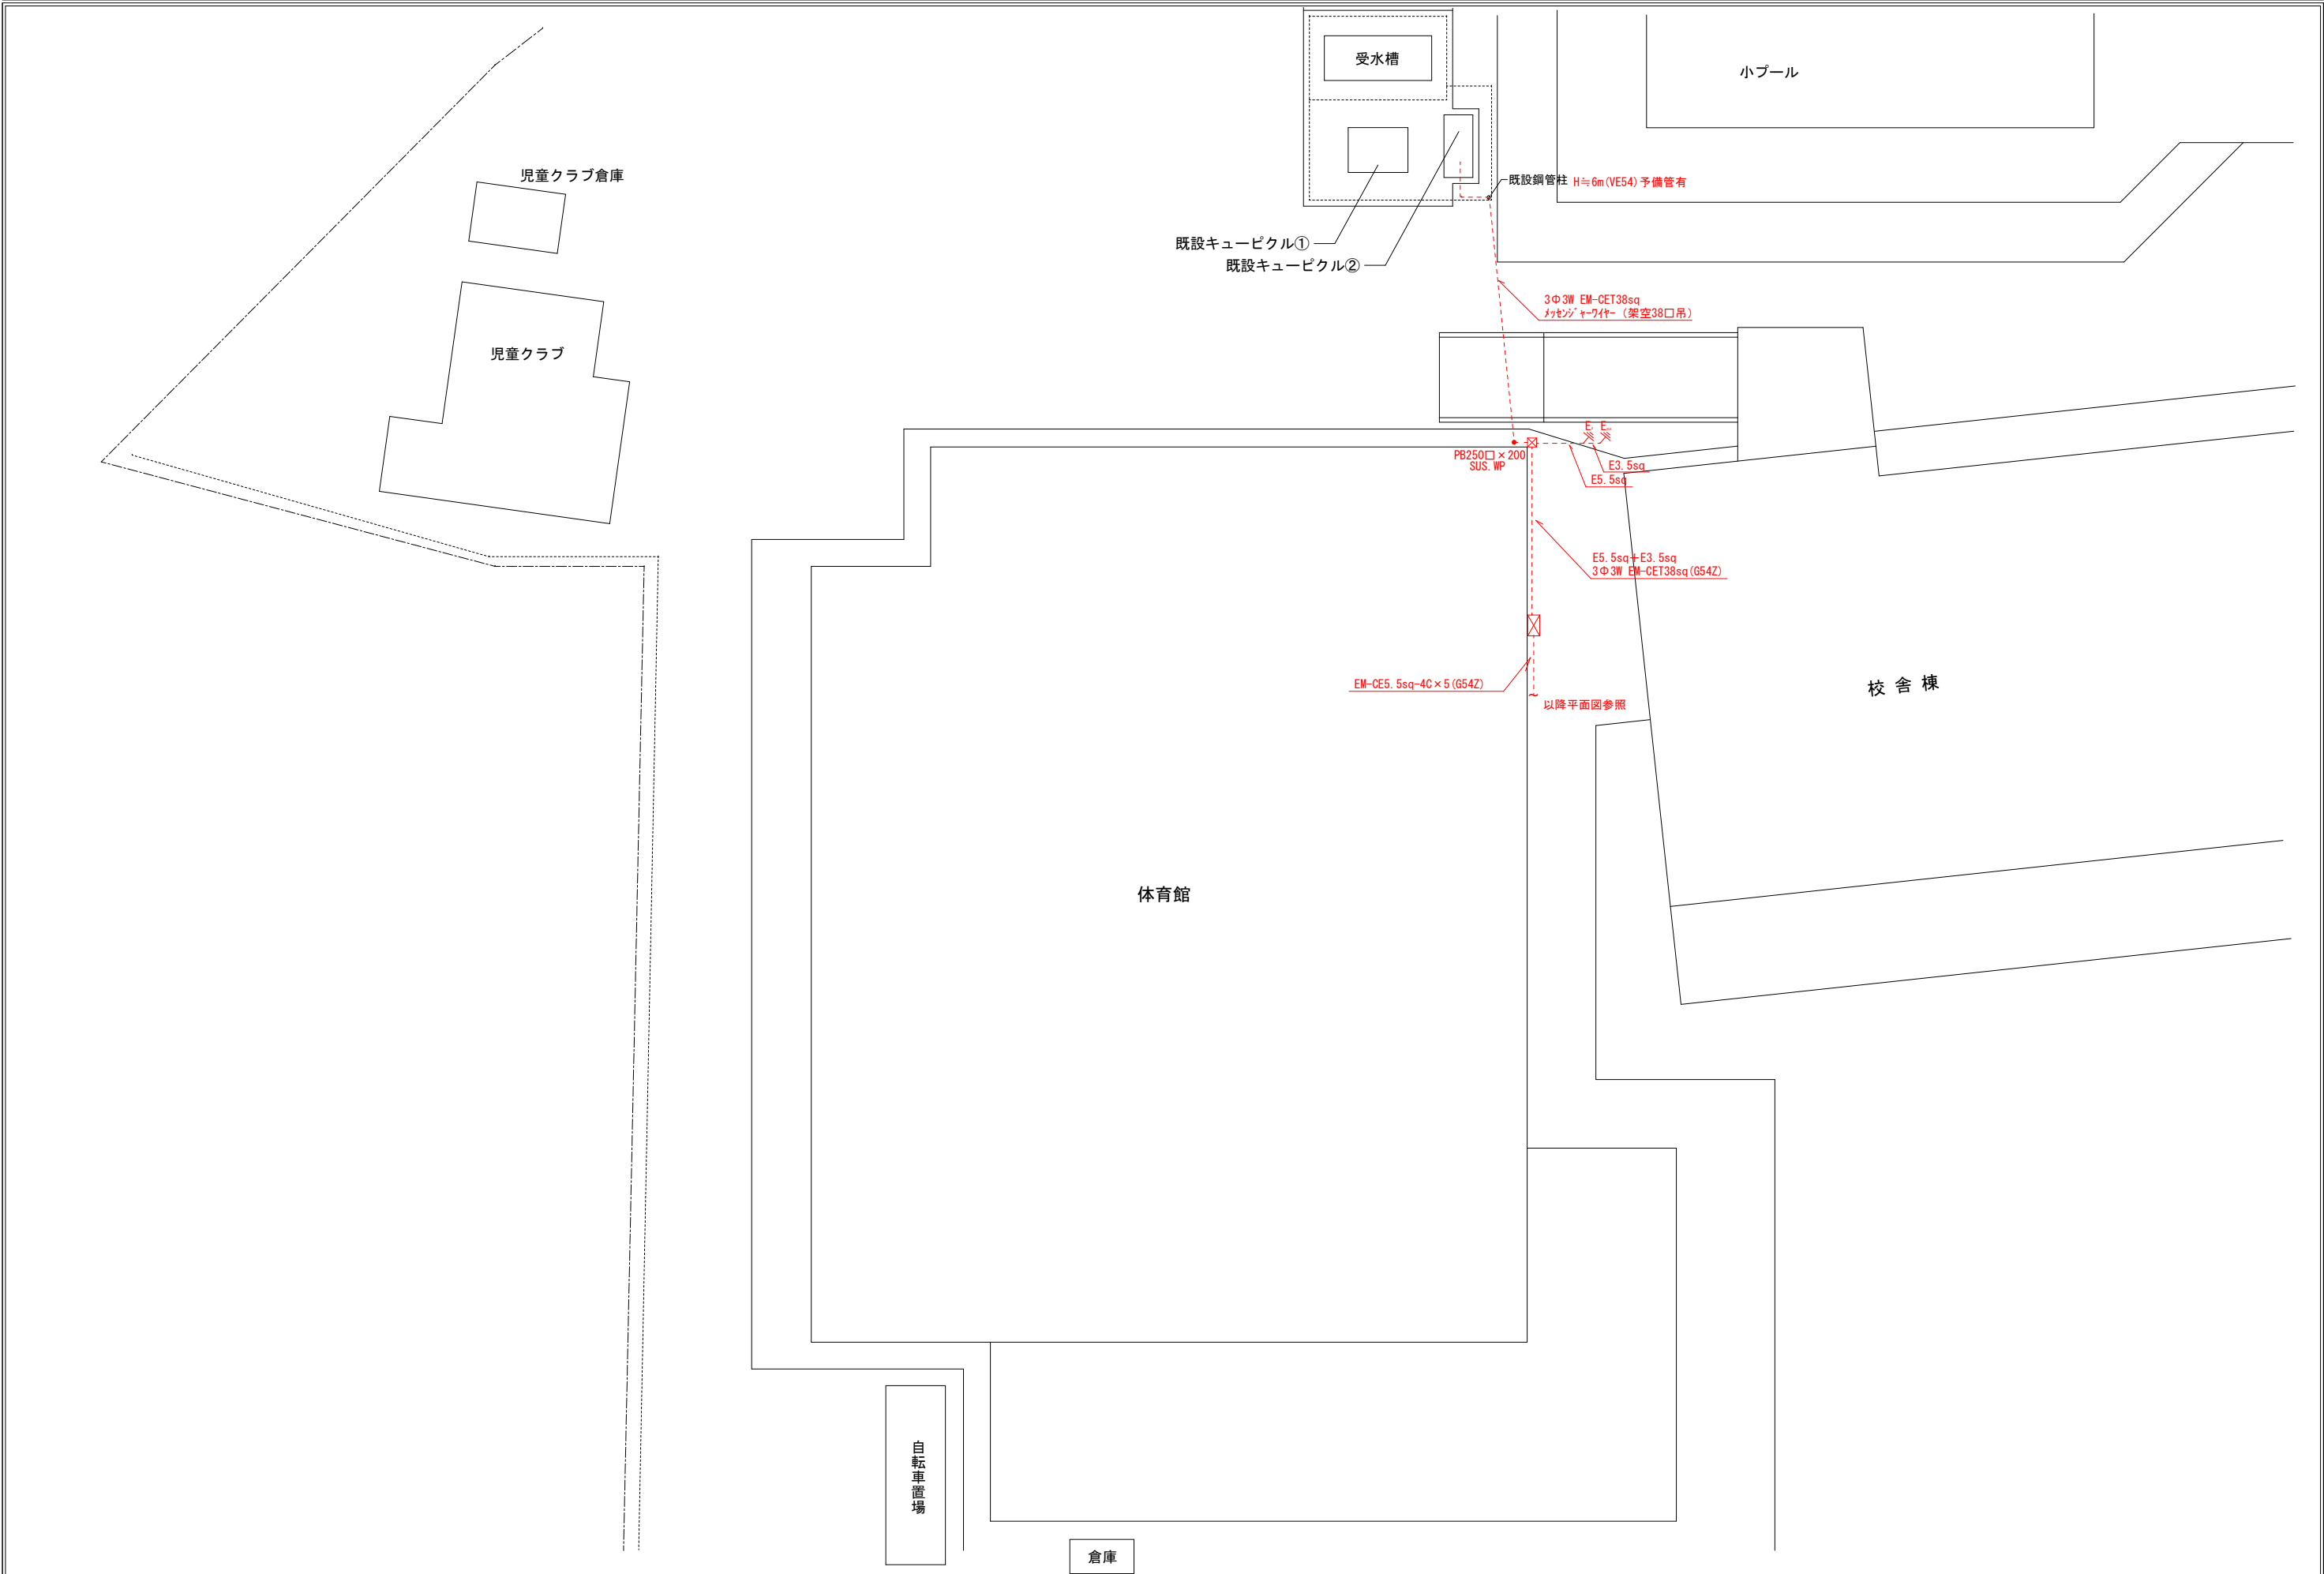 受水槽
小プール
児童クラブ倉庫
既設鋼管柱 H≒6m(VE54)予備管有
既設キュービクル①
既設キュービクル②
3Φ3W EM-CET38sq
メッセンジャーワイヤー (架空38□吊)
児童クラブ
E. E.
PB250□×200
SUS.WP
E3.5sq
E5.5sq
E5.5sq+E3.5sq
3Φ3W EM-CET38sq(G54Z)
EM-CE5.5sq-4C×5(G54Z)
以降平面図参照
校舎棟
体育館
自転車置場
倉庫